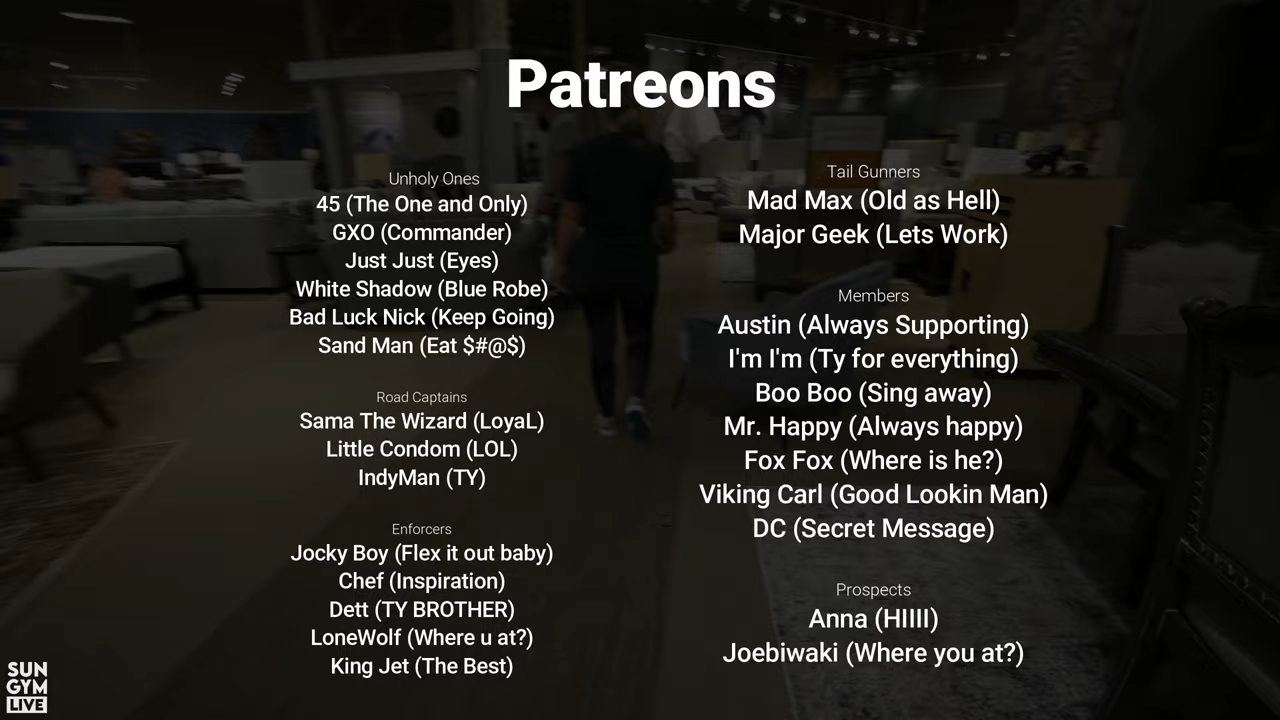 Patreons
Unholy Ones
45 (The One and Only)
GXO (Commander)
Just Just (Eyes)
White Shadow (Blue Robe)
Bad Luck Nick (Keep Going)
Sand Man (Eat $#@$)
Road Captains
Sama The Wizard (LoyaL)
Little Condom (LOL)
IndyMan (TY)
Enforcers
Jocky Boy (Flex it out baby)
Chef (Inspiration)
Dett (TY BROTHER)
LoneWolf (Where u at?)
King Jet (The Best)
Tail Gunners
Mad Max (Old as Hell)
Major Geek (Lets Work)
Members
Austin (Always Supporting)
I'm I'm (Ty for everything)
Boo Boo (Sing away)
Mr. Happy (Always happy)
Fox Fox (Where is he?)
Viking Carl (Good Lookin Man)
DC (Secret Message)
Prospects
Anna (HIIII)
Joebiwaki (Where you at?)
SUN
GYM
LIVE